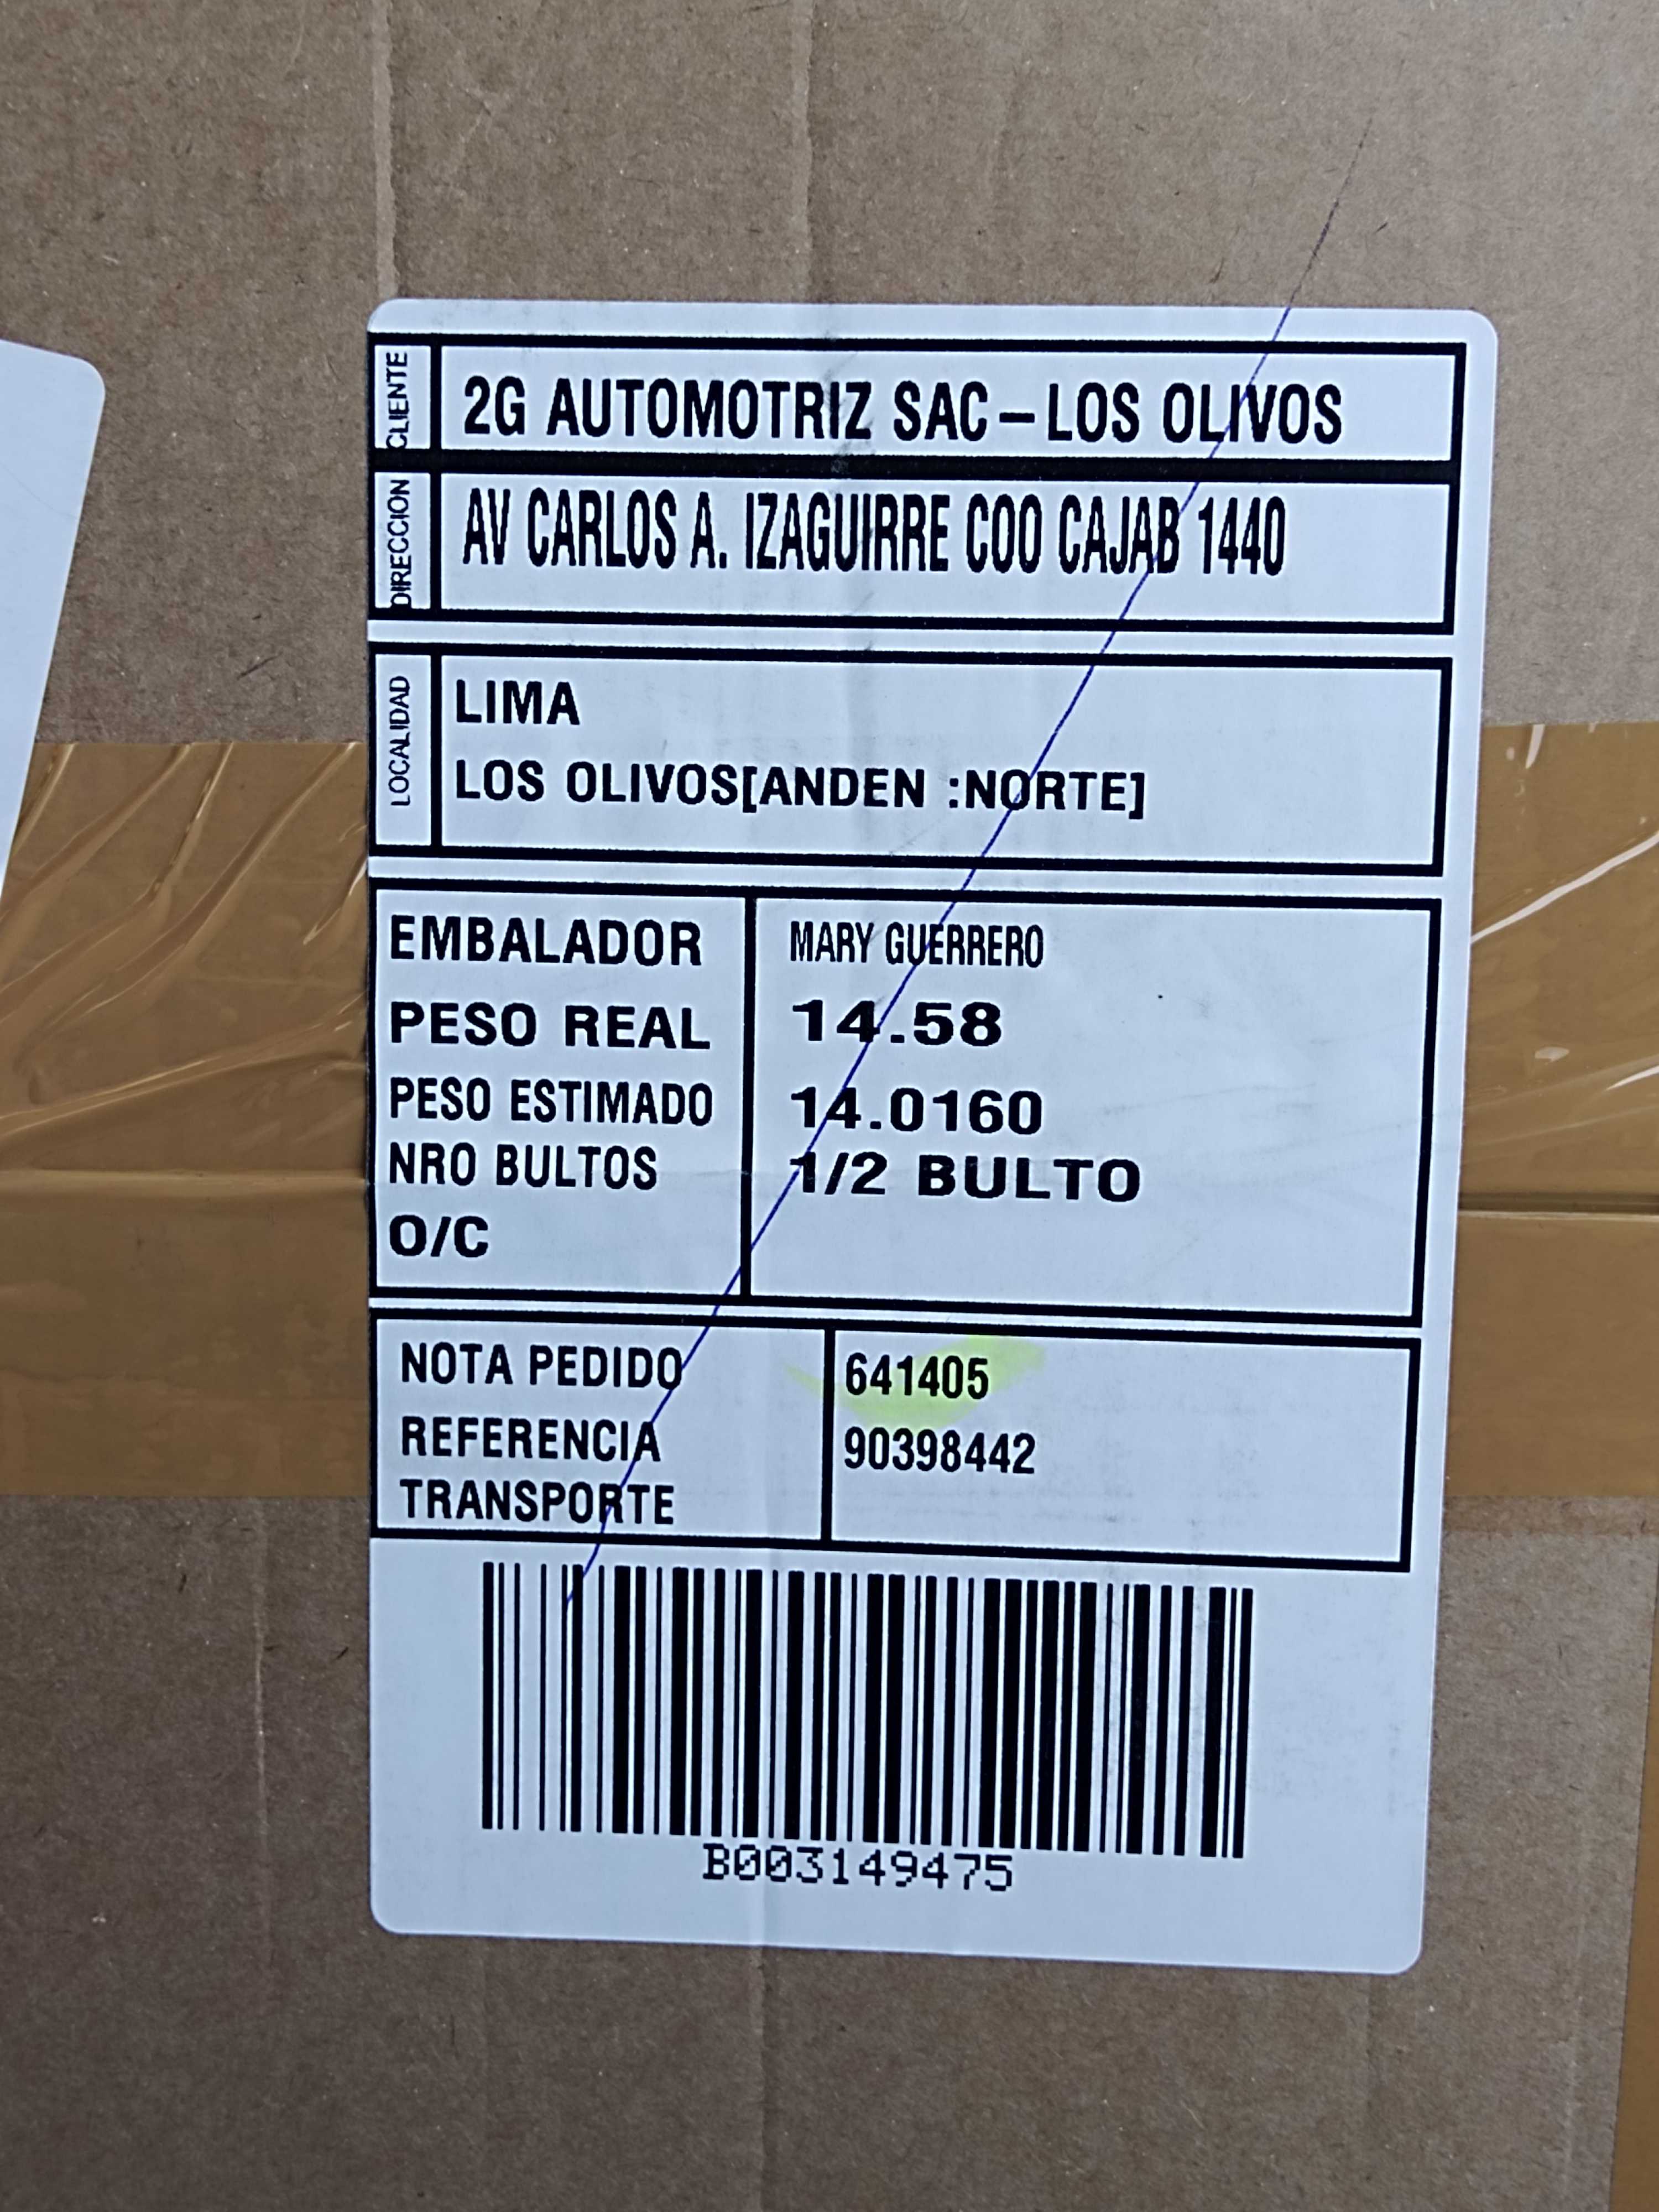 CLIENTE
2G AUTOMOTRIZ SAC - LOS OLIVOS
DIRECCION
AV CARLOS A. IZAGUIRRE COO CAJAB 1440
LOCALIDAD
LIMA
LOS OLIVOS[ANDEN :NORTE]
EMBALADOR MARY GUERRERO
PESO REAL 14.58
PESO ESTIMADO 14.0160
NRO BULTOS 1/2 BULTO
O/C
NOTA PEDIDO 641405
REFERENCIA 90398442
TRANSPORTE
B003149475